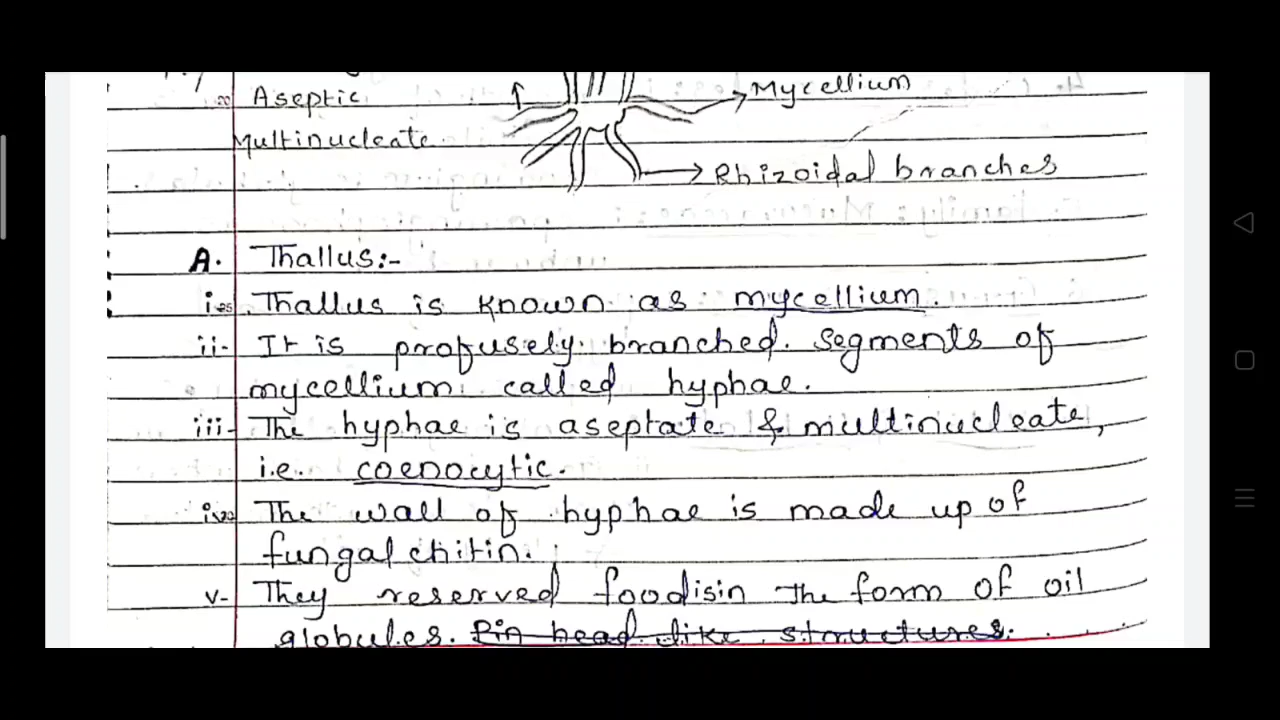 Aseptic
Mycellium
Multinucleate.
Rhizoidal branches
A. Thallus:-
i. Thallus is known as mycellium.
ii- It is profusely branched. Segments of
mycellium called hyphae.
iii- The hyphae is aseptate & multinucleate,
i.e. coenocytic.
The wall of hyphae is made up of
fungal chitin.
v- They reserved food is in the form of oil
globules. Pin head like structures.